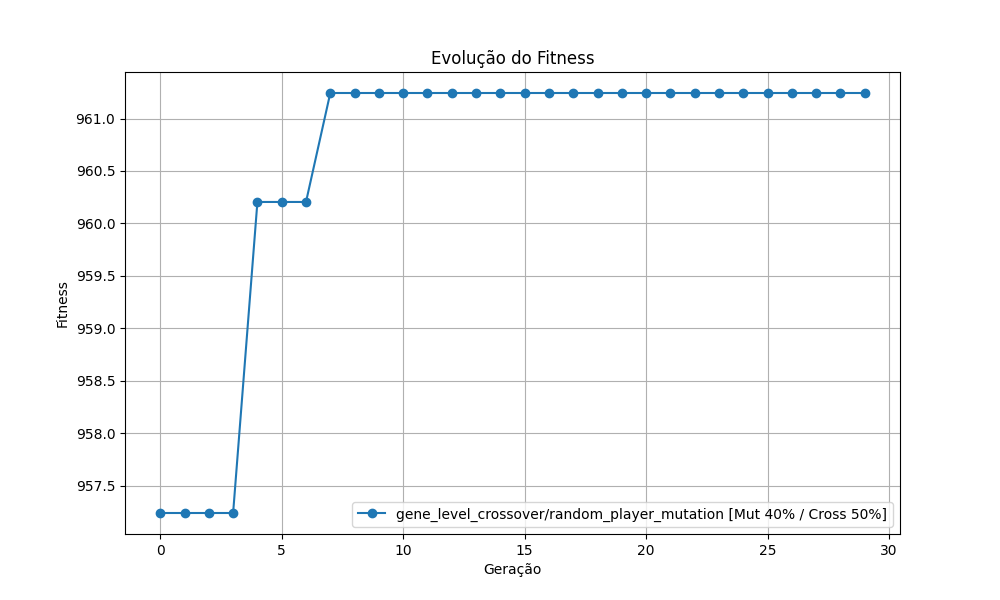 Evolução do Fitness
Fitness
961.0
960.5
960.0
959.5
959.0
958.5
958.0
957.5
gene_level_crossover/random_player_mutation [Mut 40% / Cross 50%]
0 5 10 15 20 25 30
Geração